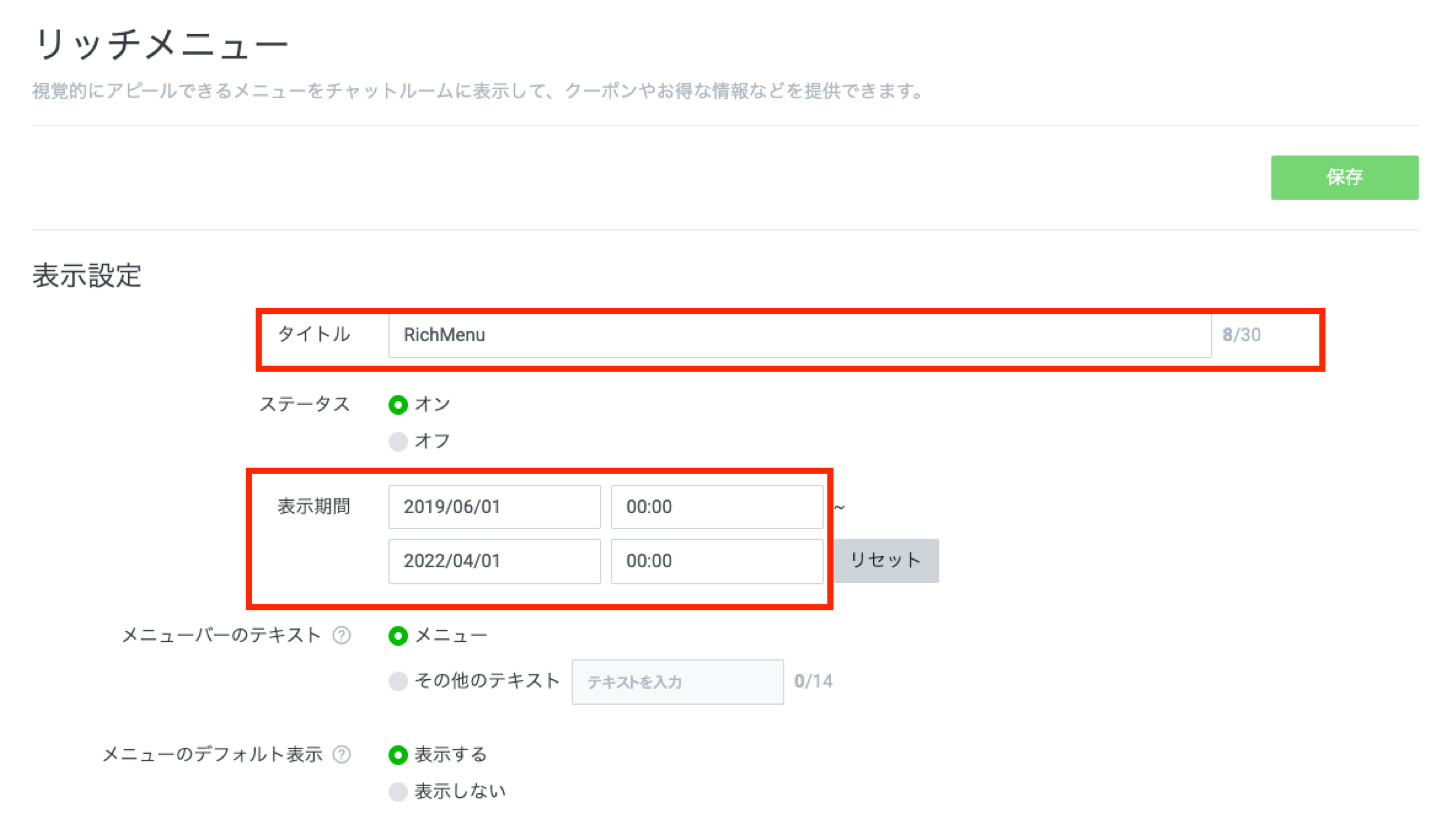 リッチメニュー
視覚的にアピールできるメニューをチャットルームに表示して、クーポンやお得な情報などを提供できます。
保存
表示設定
タイトル RichMenu 8/30
ステータス オン
オフ
表示期間 2019/06/01 00:00 ~
2022/04/01 00:00 リセット
メニューバーのテキスト ? メニュー
その他のテキスト テキストを入力 0/14
メニューのデフォルト表示 ? 表示する
表示しない